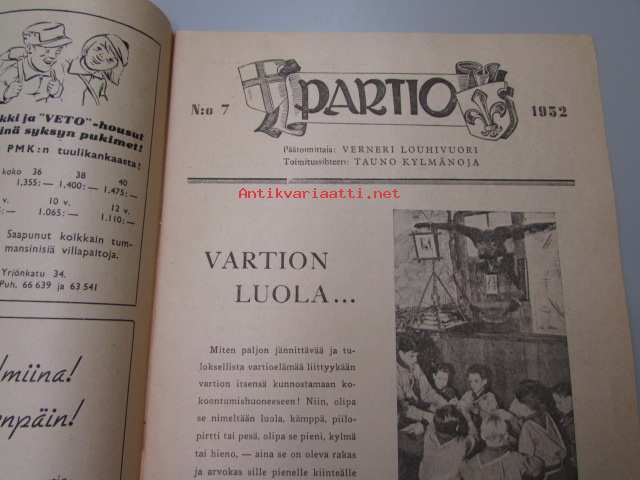 kki ja "VETO"-housut
inä syksyn pukimet!
PMK:n tuulikankaasta!
koko 36 38 40
1,355:— 1,400:— 1,475:—
v. 10 v. 12 v.
5:— 1.065:— 1.110:—
Saapunut koikkain tum-
mansinisiä villapaitoja.
Yrjönkatu 34.
Puh. 66 639 ja 63 541
lmiina!
enpäin!
N:o 7
PARTIO
1952
Päätoimittaja: VERNERI LOUHIVUORI
Toimitussihteeri: TAUNO KYLMÄNOJA
Antikvariaatti.net
VARTION
LUOLA...
Miten paljon jännittävää ja tu-
loksellista vartioelämää liittyykään
vartion itsensä kunnostamaan ko-
koontumishuoneeseen! Niin, olipa
se nimeltään luola, kämppä, piilo-
pirtti tai pesä, olipa se pieni, kylmä
tai hieno, — aina se on oleva rakas
ja arvokas sille pienelle kiinteälle